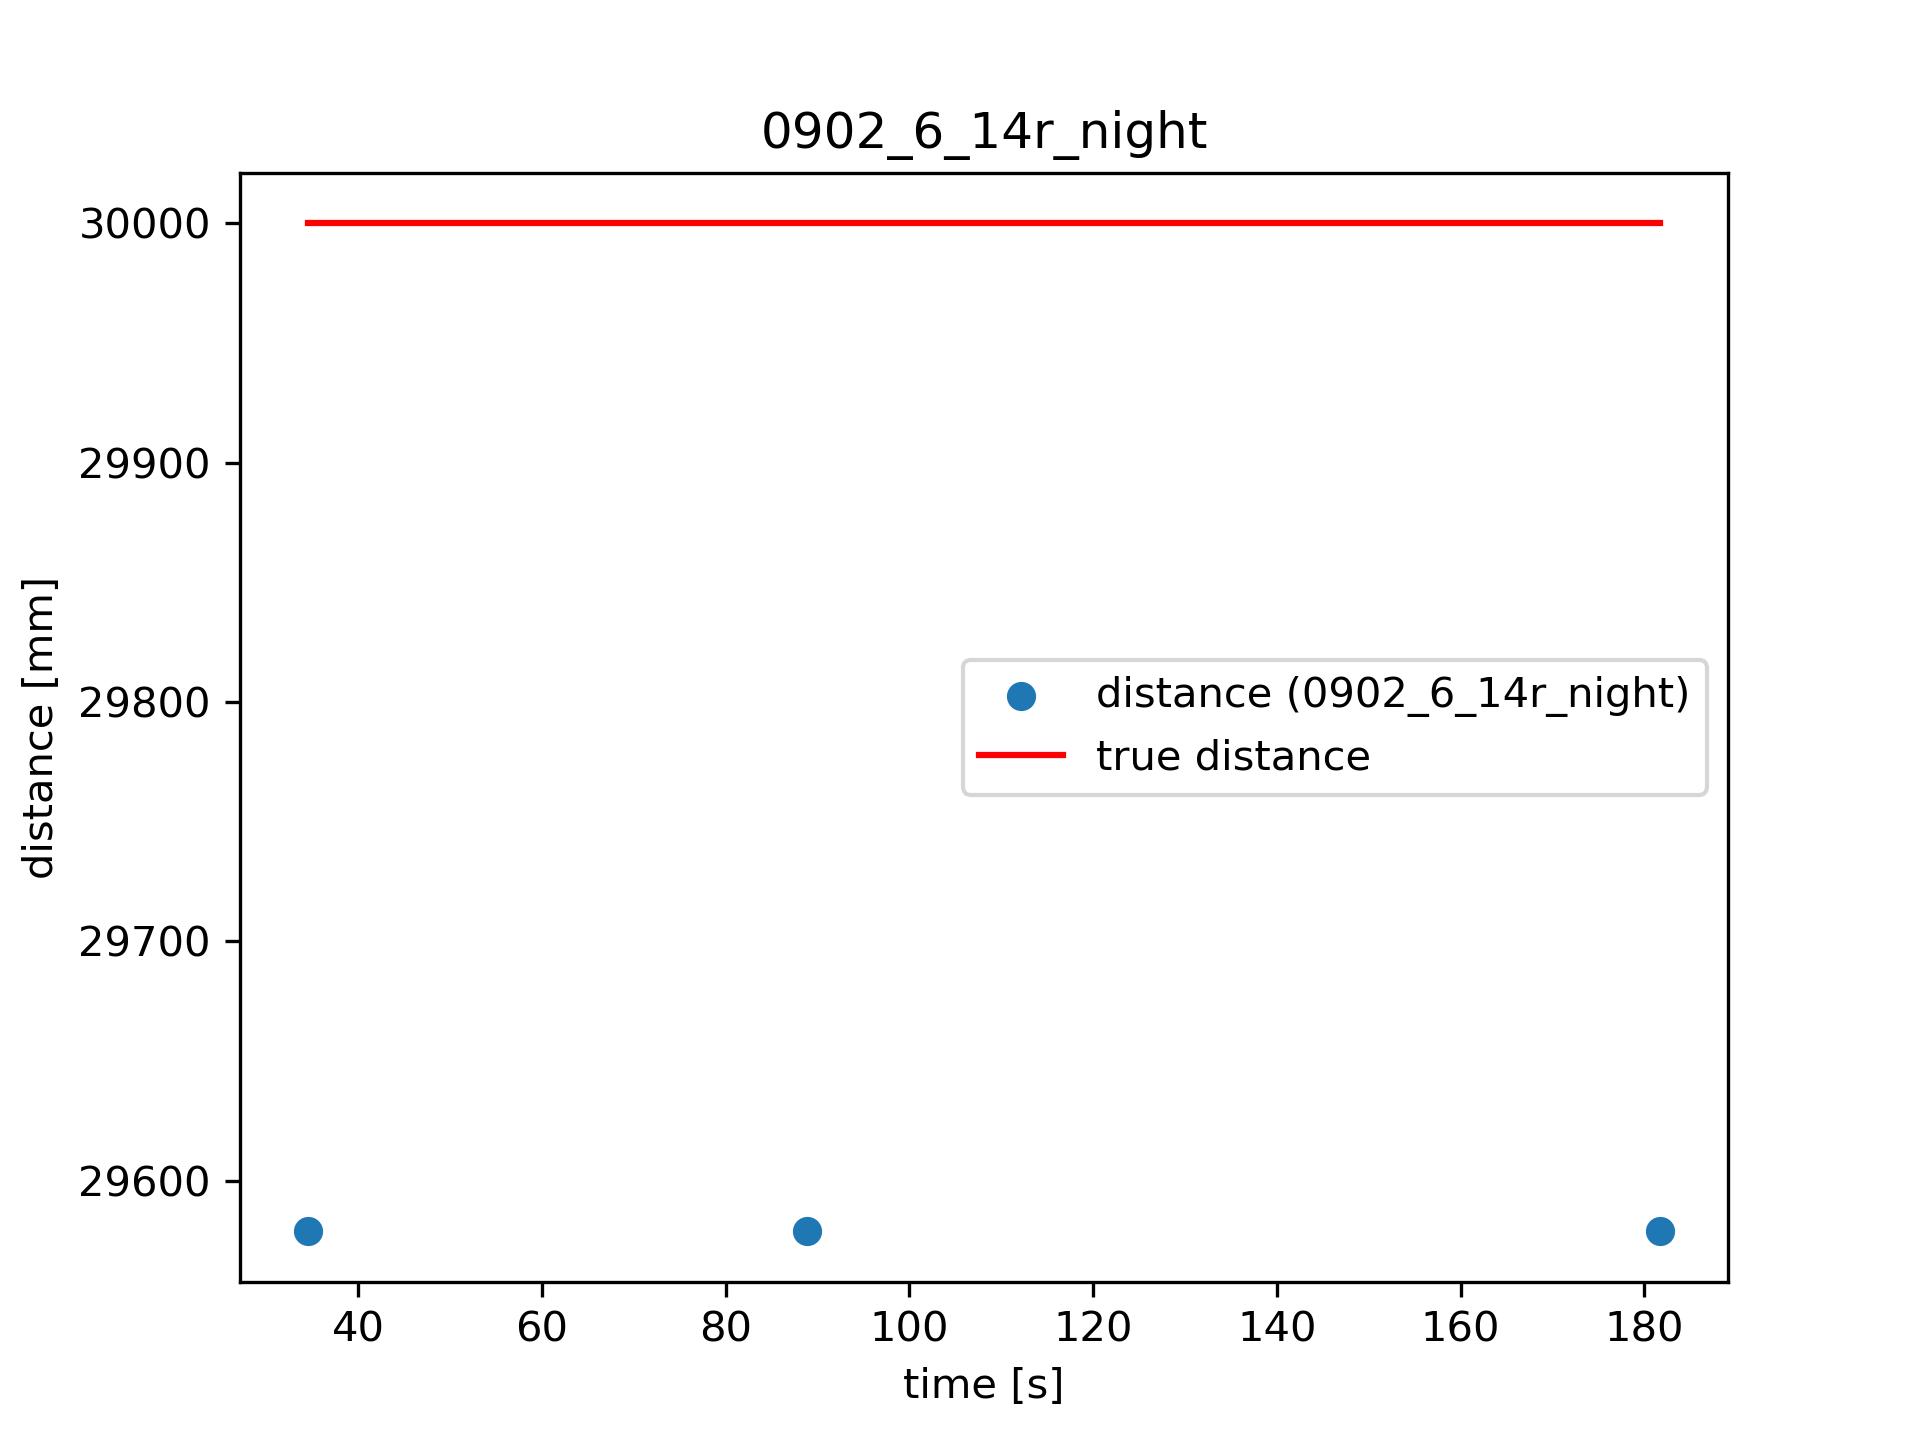 0902_6_14r_night
30000
29900
29800
29700
29600
distance [mm]
distance (0902_6_14r_night)
true distance
40 60 80 100 120 140 160 180
time [s]